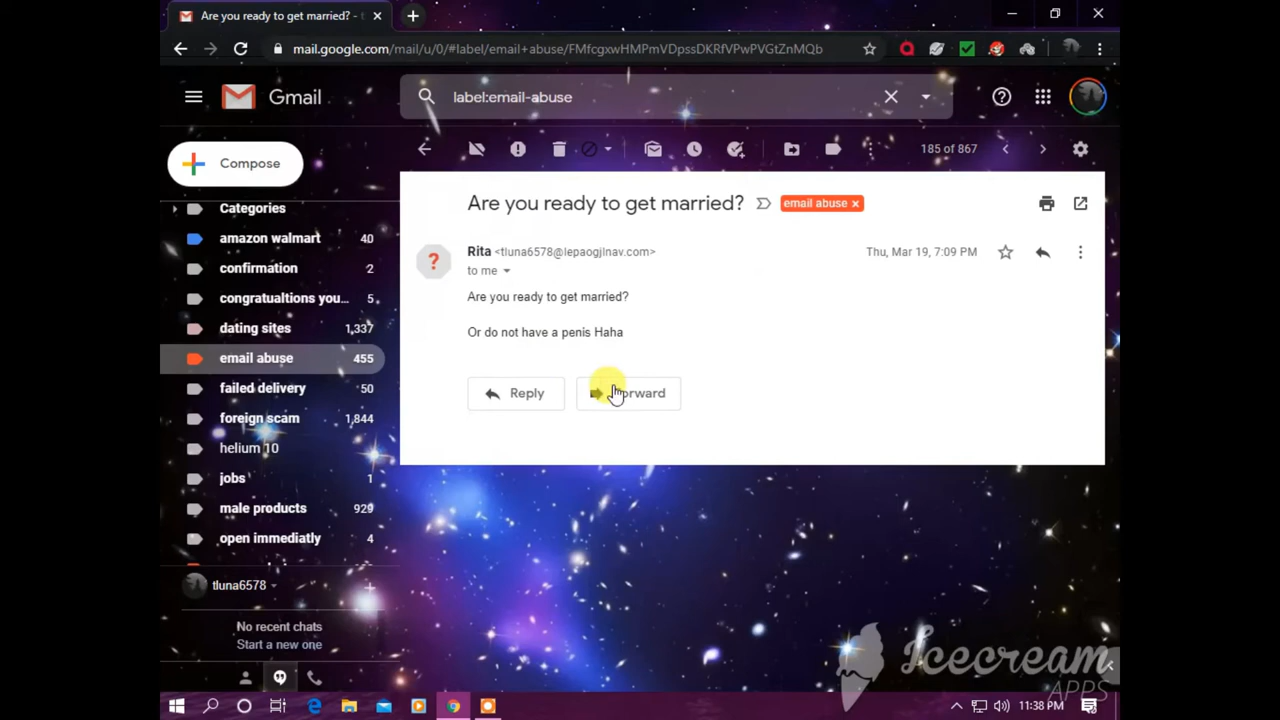 Are you ready to get married? - t
mail.google.com/mail/u/0/#label/email+abuse/FMfcgxwHMPmVDpssDKRfVPwPVGtZnMQb
Gmail
label:email-abuse
Compose
185 of 867
Categories
amazon walmart 40
confirmation 2
congratualtions you... 5
dating sites 1,337
email abuse 455
failed delivery 50
foreign scam 1,844
helium 10
jobs 1
male products 929
open immediatly 4
tluna6578
No recent chats
Start a new one
Are you ready to get married? email abuse x
Rita <tluna6578@lepaogjlnav.com> Thu, Mar 19, 7:09 PM
to me
Are you ready to get married?
Or do not have a penis Haha
Reply
orward
Icecream
APPS
11:38 PM